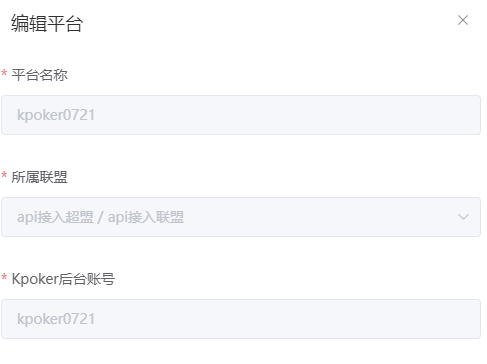 编辑平台
* 平台名称
kpoker0721
* 所属联盟
api接入超盟 / api接入联盟
* Kpoker后台账号
kpoker0721